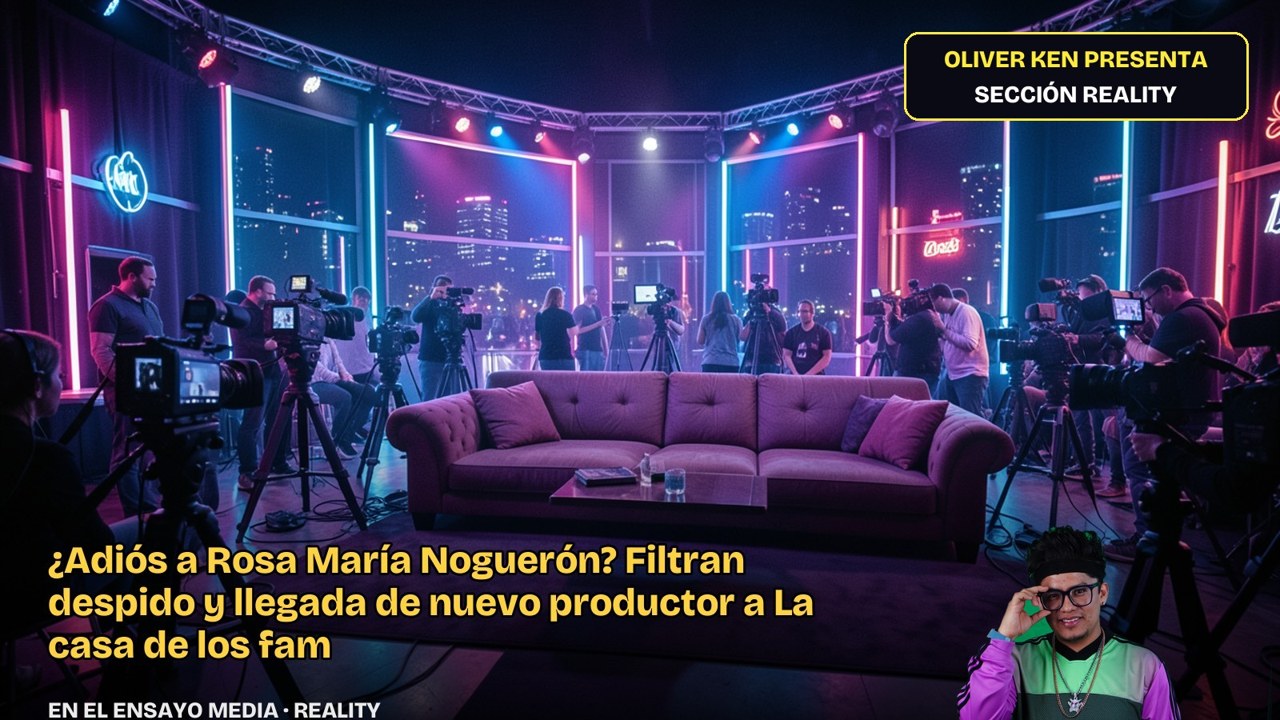 OLIVER KEN PRESENTA
SECCIÓN REALITY
¿Adiós a Rosa María Noguerón? Filtran
despido y llegada de nuevo productor a La
casa de los fam
EN EL ENSAYO MEDIA · REALITY